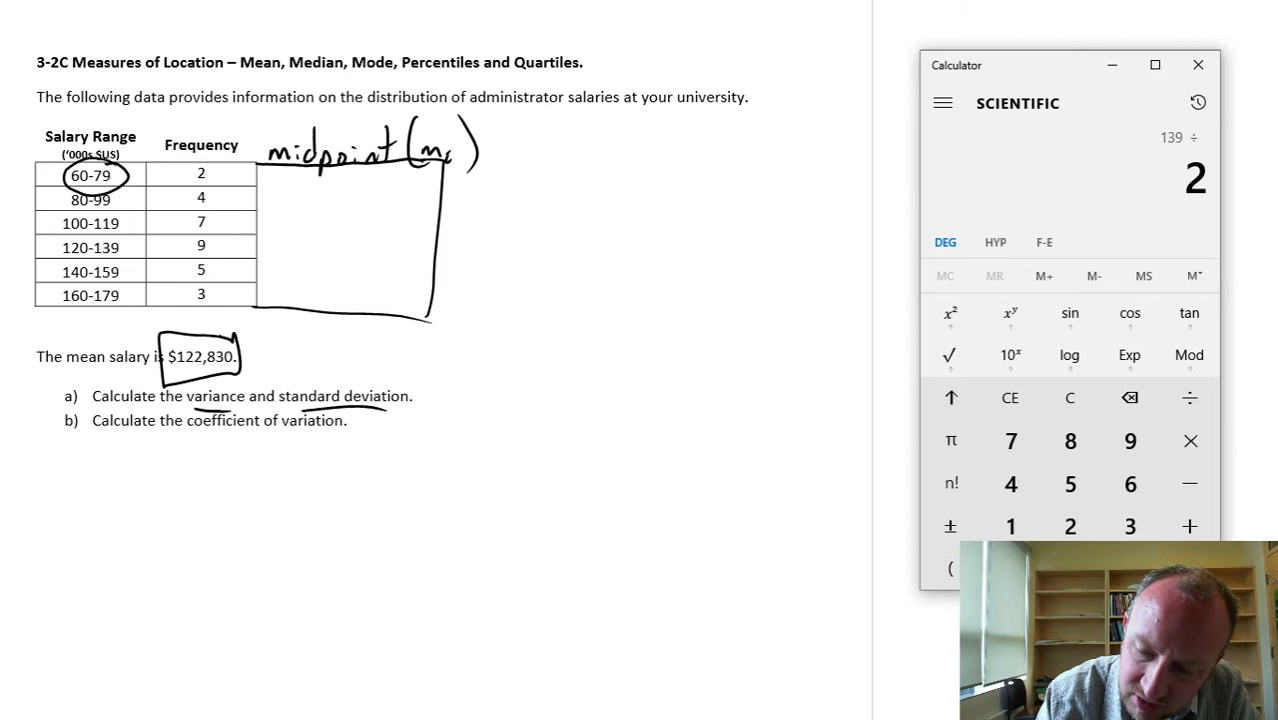 3-2C Measures of Location – Mean, Median, Mode, Percentiles and Quartiles.
The following data provides information on the distribution of administrator salaries at your university.
Salary Range
('000s $US)
Frequency
midpoint (mᵢ)
60-79 2
80-99 4
100-119 7
120-139 9
140-159 5
160-179 3
The mean salary is $122,830.
a) Calculate the variance and standard deviation.
b) Calculate the coefficient of variation.
Calculator
SCIENTIFIC
139 ÷
2
DEG HYP F-E
MC MR M+ M- MS M˅
x² xʸ sin cos tan
√ 10ˣ log Exp Mod
↑ CE C ⌫ ÷
π 7 8 9 ×
n! 4 5 6 −
± 1 2 3 +
(